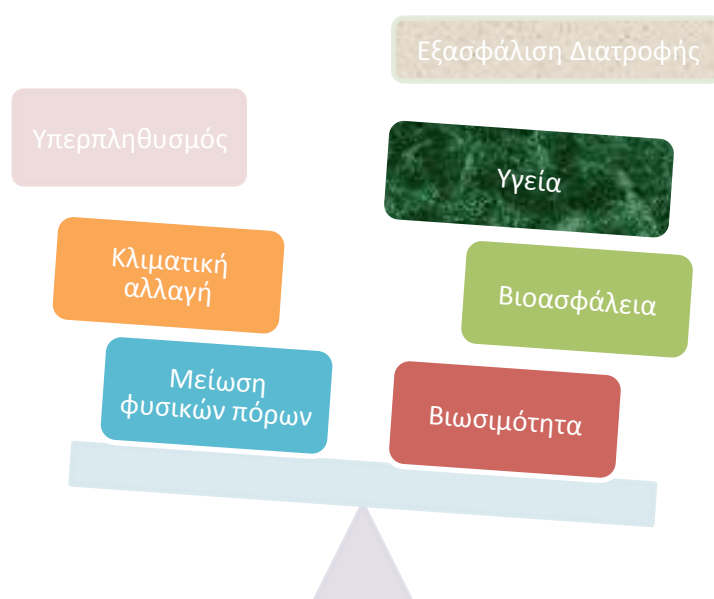 Εξασφάλιση Διατροφής
Υπερπληθυσμός
Υγεία
Κλιματική
αλλαγή
Βιοασφάλεια
Μείωση
φυσικών πόρων
Βιωσιμότητα